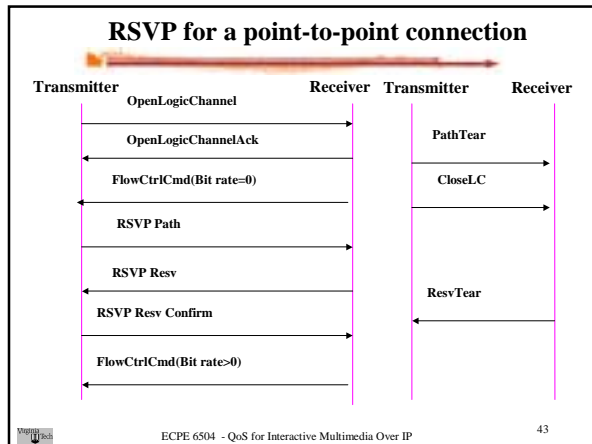 RSVP for a point-to-point connection
Transmitter Receiver Transmitter Receiver
OpenLogicChannel
OpenLogicChannelAck
FlowCtrlCmd(Bit rate=0)
RSVP Path
RSVP Resv
RSVP Resv Confirm
FlowCtrlCmd(Bit rate>0)
PathTear
CloseLC
ResvTear
Virginia Tech
ECPE 6504 - QoS for Interactive Multimedia Over IP
43